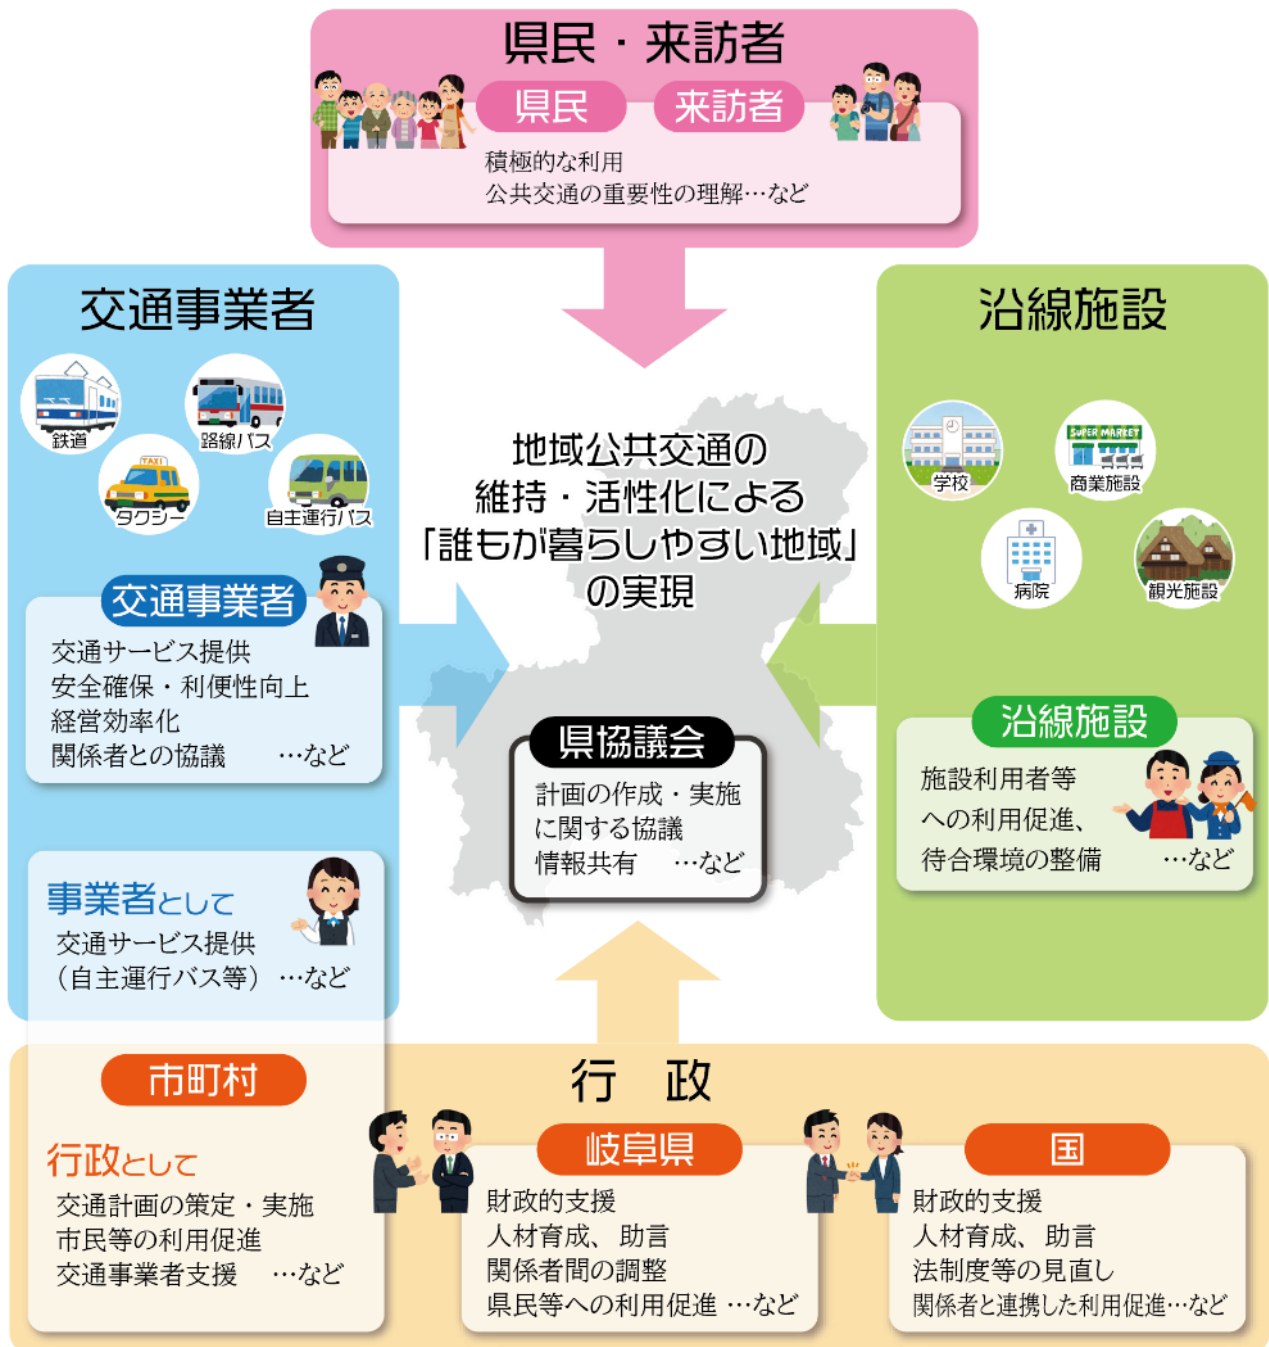 県民・来訪者
県民
来訪者
積極的な利用
公共交通の重要性の理解…など
交通事業者
鉄道
路線バス
タクシー
自主運行バス
交通事業者
交通サービス提供
安全確保・利便性向上
経営効率化
関係者との協議 …など
事業者として
交通サービス提供
（自主運行バス等）…など
地域公共交通の
維持・活性化による
「誰もが暮らしやすい地域」
の実現
県協議会
計画の作成・実施
に関する協議
情報共有 …など
沿線施設
学校
SUPER MARKET
商業施設
病院
観光施設
沿線施設
施設利用者等
への利用促進、
待合環境の整備 …など
行 政
市町村
行政として
交通計画の策定・実施
市民等の利用促進
交通事業者支援 …など
岐阜県
財政的支援
人材育成、助言
関係者間の調整
県民等への利用促進 …など
国
財政的支援
人材育成、助言
法制度等の見直し
関係者と連携した利用促進…など
TAXI